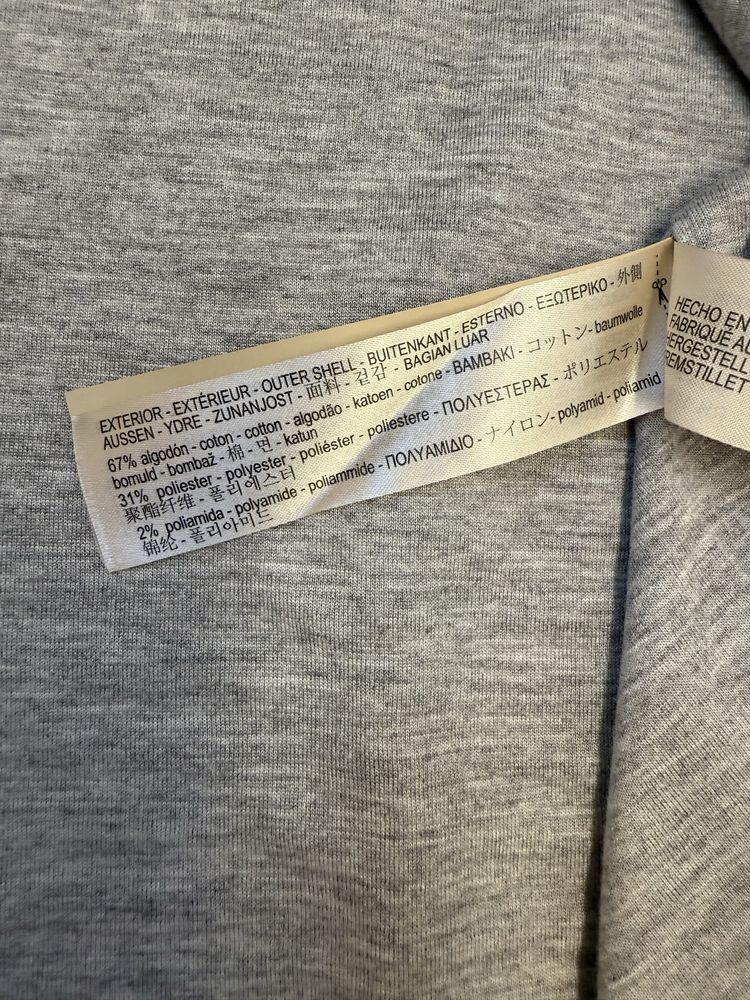 EXTERIOR - EXTÉRIEUR - OUTER SHELL - BUITENKANT - ESTERNO - ΕΞΩΤΕΡΙΚΟ - 外側
AUSSEN - YDRE - ZUNANJOST - 面料 - 겉감 - BAGIAN LUAR
67% algodón - coton - cotton - algodão - katoen - cotone - ΒΑΜΒΑΚΙ - コットン - baumwolle
bomuld - bombaž - 棉 - 면 - katun
31% poliester - polyester - poliéster - poliestere - ΠΟΛΥΕΣΤΕΡΑΣ - ポリエステル
聚酯纤维 - 폴리에스터
2% poliamida - polyamide - poliammide - ΠΟΛΥΑΜΙΔΙΟ - ナイロン - polyamid - poliamid
锦纶 - 폴리아미드
HECHO EN
FABRIQUE AU
HERGESTELL
REMSTILLET